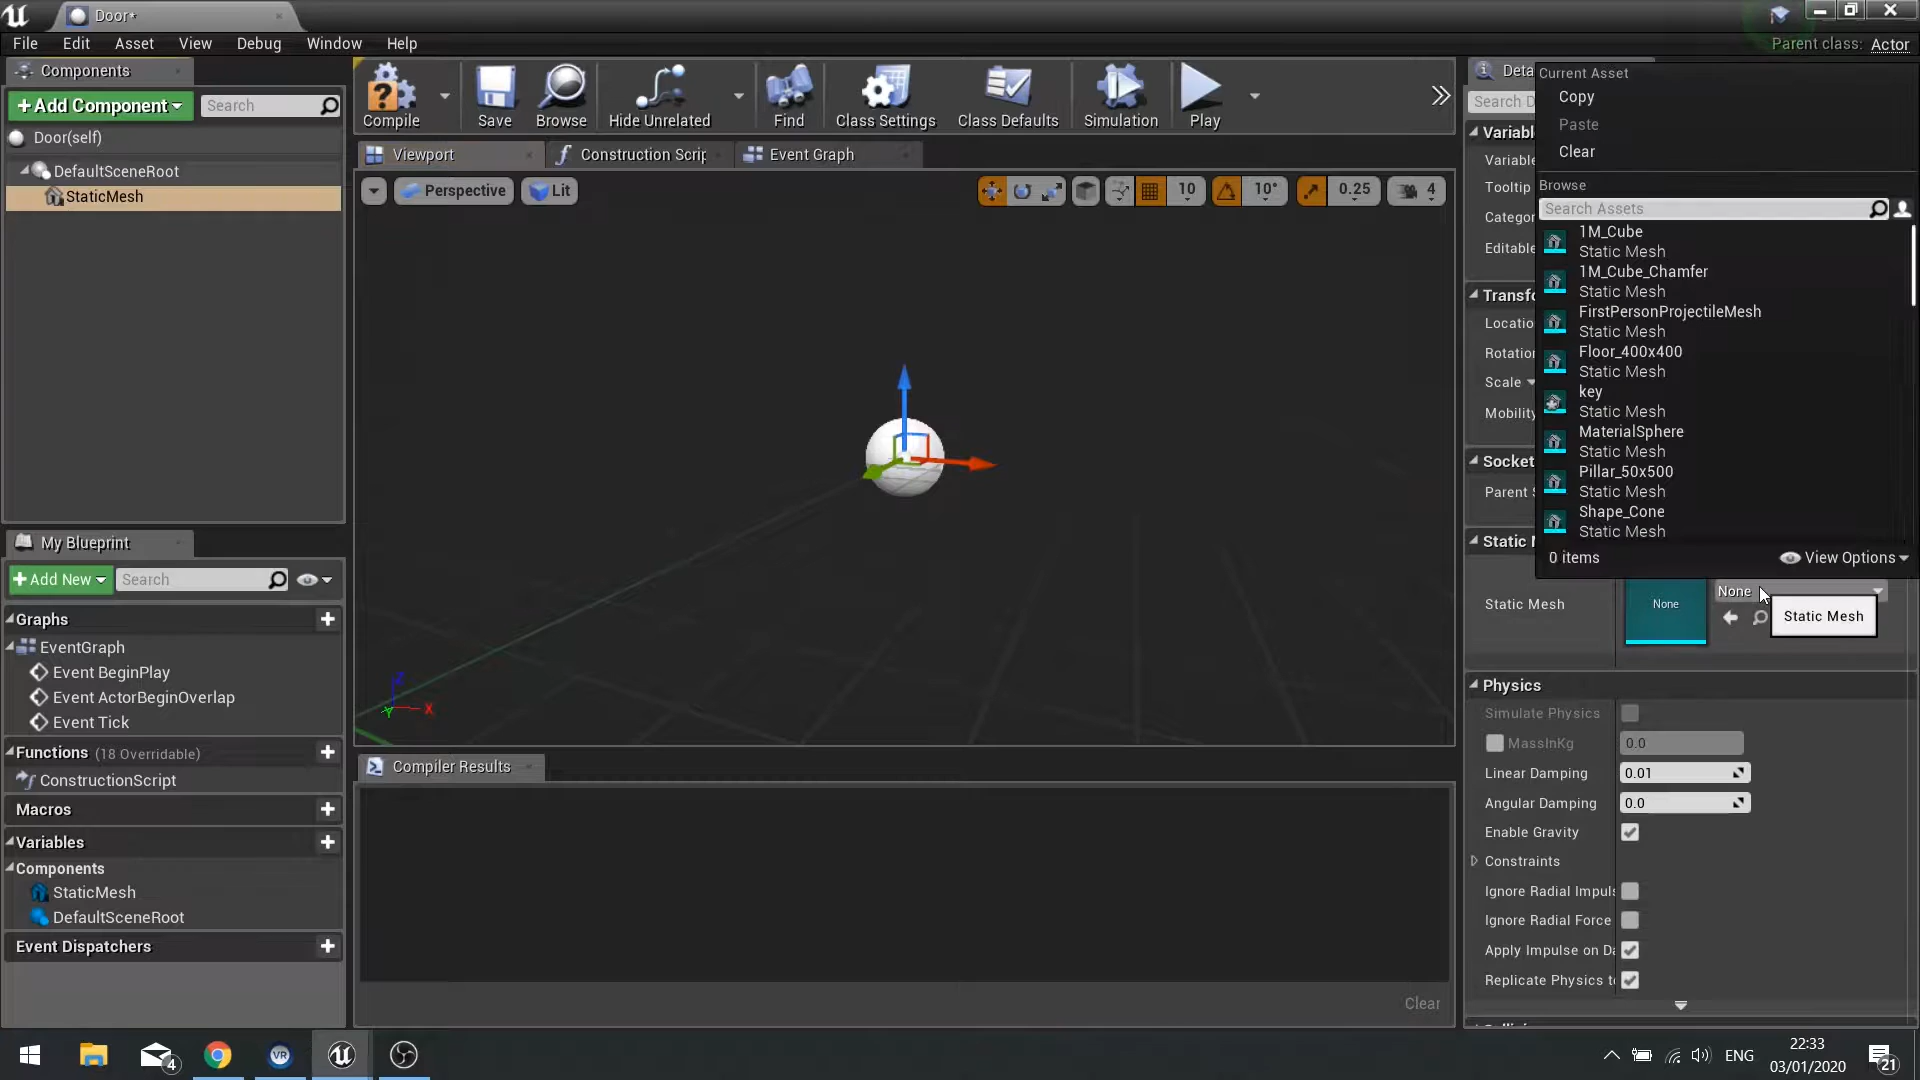 Door*
File Edit Asset View Debug Window Help
Parent class: Actor
Components
+Add Component
Search
Door(self)
DefaultSceneRoot
StaticMesh
Compile
Save
Browse
Hide Unrelated
Find
Class Settings
Class Defaults
Simulation
Play
Viewport
Construction Scrip
Event Graph
Perspective
Lit
10
10°
0.25
4
Z
X
Y
Compiler Results
Clear
My Blueprint
+Add New
Search
Graphs
EventGraph
Event BeginPlay
Event ActorBeginOverlap
Event Tick
Functions (18 Overridable)
ConstructionScript
Macros
Variables
Components
StaticMesh
DefaultSceneRoot
Event Dispatchers
Deta
Search D
Variab
Variabl
Tooltip
Categor
Editable
Transfo
Locatio
Rotation
Scale
Mobility
Socket
Parent S
Static M
Current Asset
Copy
Paste
Clear
Browse
Search Assets
1M_Cube
Static Mesh
1M_Cube_Chamfer
Static Mesh
FirstPersonProjectileMesh
Static Mesh
Floor_400x400
Static Mesh
key
Static Mesh
MaterialSphere
Static Mesh
Pillar_50x500
Static Mesh
Shape_Cone
Static Mesh
0 items
View Options
Static Mesh
None
None
Static Mesh
Physics
Simulate Physics
MassInKg 0.0
Linear Damping 0.01
Angular Damping 0.0
Enable Gravity
Constraints
Ignore Radial Impuls
Ignore Radial Force
Apply Impulse on Da
Replicate Physics to
4
VR
ENG
22:33
03/01/2020
21